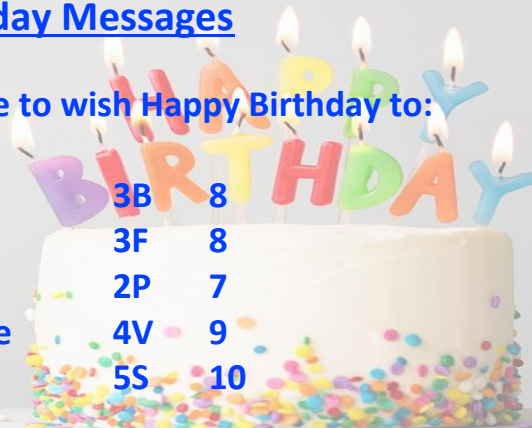 day Messages
e to wish Happy Birthday to:
HAPPY
BIRTHDAY
3B 8
3F 8
2P 7
e 4V 9
5S 10